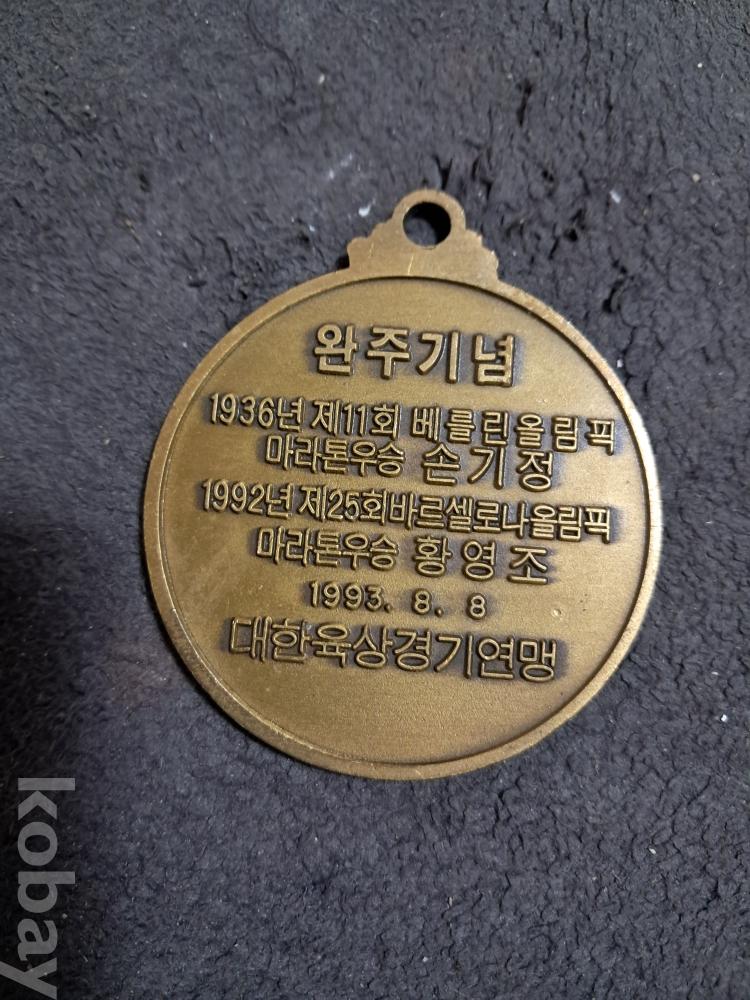 완주기념
1936년 제11회 베를린올림픽
마라톤우승 손기정
1992년 제25회바르셀로나올림픽
마라톤우승 황영조
1993. 8. 8
대한육상경기연맹
kobay